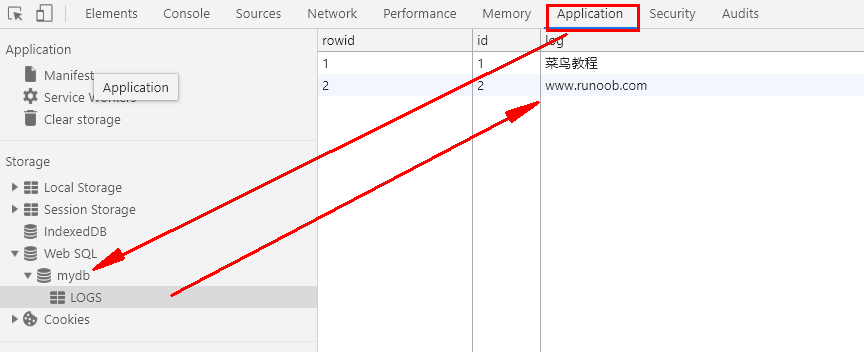 Elements Console Sources Network Performance Memory Application Security Audits
Application
Manifest
Service Workers
Application
Clear storage
Storage
Local Storage
Session Storage
IndexedDB
Web SQL
mydb
LOGS
Cookies
rowid id log
1 1 菜鸟教程
2 2 www.runoob.com